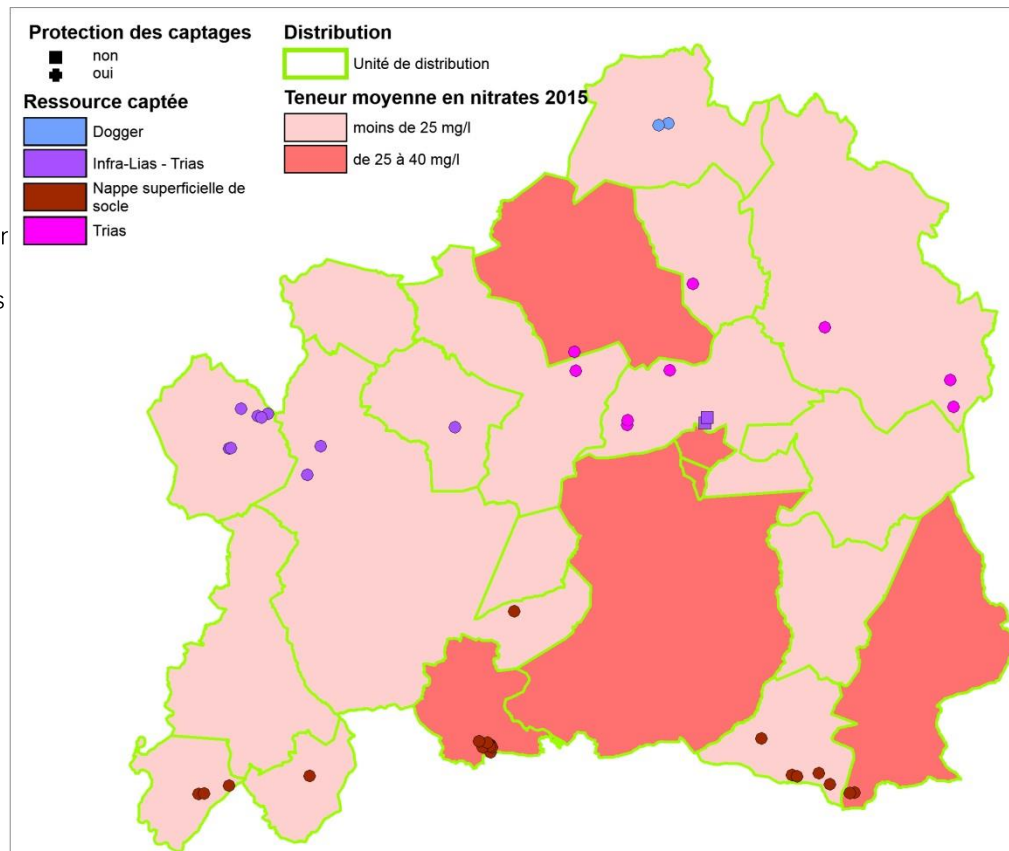 Protection des captages
non
oui
Ressource captée
Dogger
Infra-Lias - Trias
Nappe superficielle de
socle
Trias
Distribution
Unité de distribution
Teneur moyenne en nitrates 2015
moins de 25 mg/l
de 25 à 40 mg/l
r
s